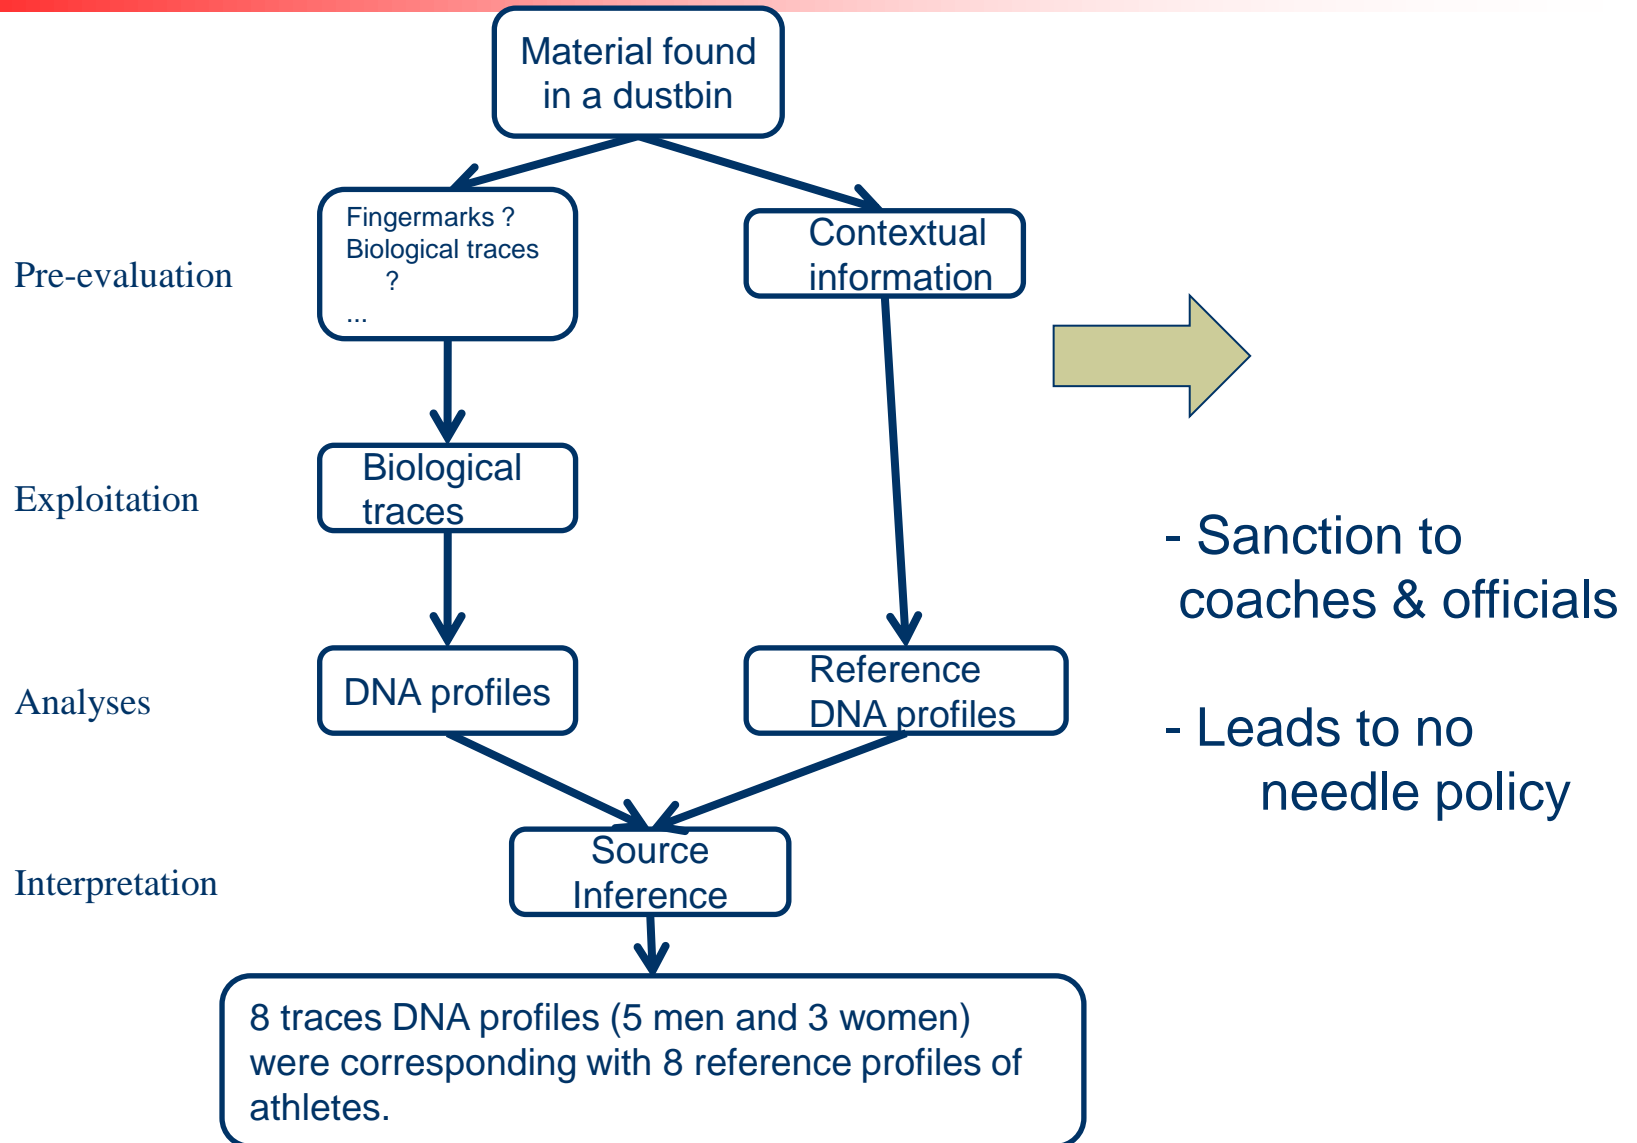 Material found
in a dustbin
Pre-evaluation
Fingermarks ?
Biological traces
?
...
Contextual
information
Exploitation
Biological
traces
Analyses
DNA profiles
Reference
DNA profiles
Interpretation
Source
Inference
8 traces DNA profiles (5 men and 3 women)
were corresponding with 8 reference profiles of
athletes.
- Sanction to
coaches & officials
- Leads to no
needle policy